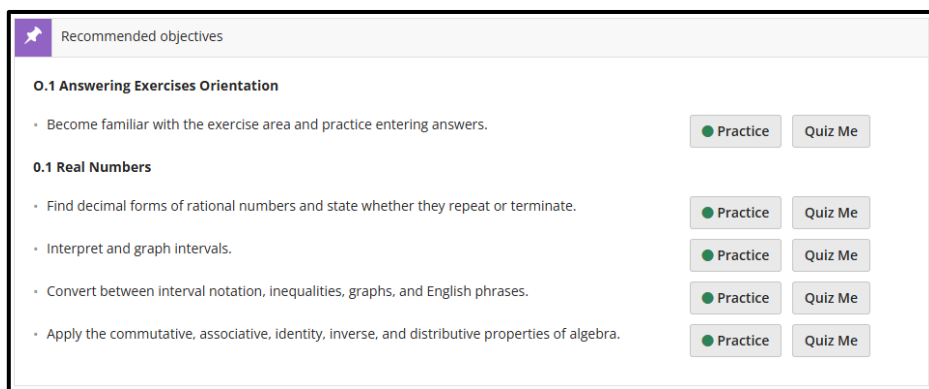 Recommended objectives
O.1 Answering Exercises Orientation
• Become familiar with the exercise area and practice entering answers.
Practice Quiz Me
0.1 Real Numbers
• Find decimal forms of rational numbers and state whether they repeat or terminate.
Practice Quiz Me
• Interpret and graph intervals.
Practice Quiz Me
• Convert between interval notation, inequalities, graphs, and English phrases.
Practice Quiz Me
• Apply the commutative, associative, identity, inverse, and distributive properties of algebra.
Practice Quiz Me